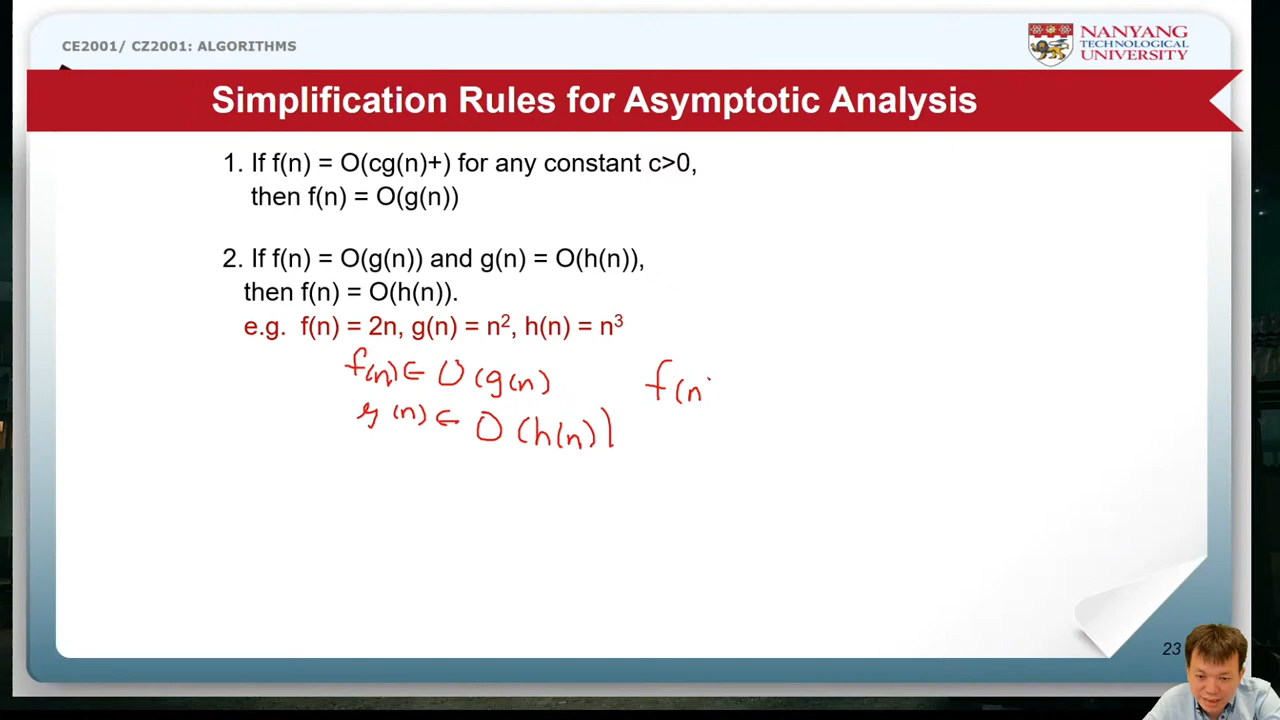 CE2001/ CZ2001: ALGORITHMS
NANYANG
TECHNOLOGICAL
UNIVERSITY
Simplification Rules for Asymptotic Analysis
1. If f(n) = O(cg(n)+) for any constant c>0,
then f(n) = O(g(n))
2. If f(n) = O(g(n)) and g(n) = O(h(n)),
then f(n) = O(h(n)).
e.g. f(n) = 2n, g(n) = n², h(n) = n³
f(n) ∈ O(g(n)
g(n) ∈ O(h(n))
f(n
23